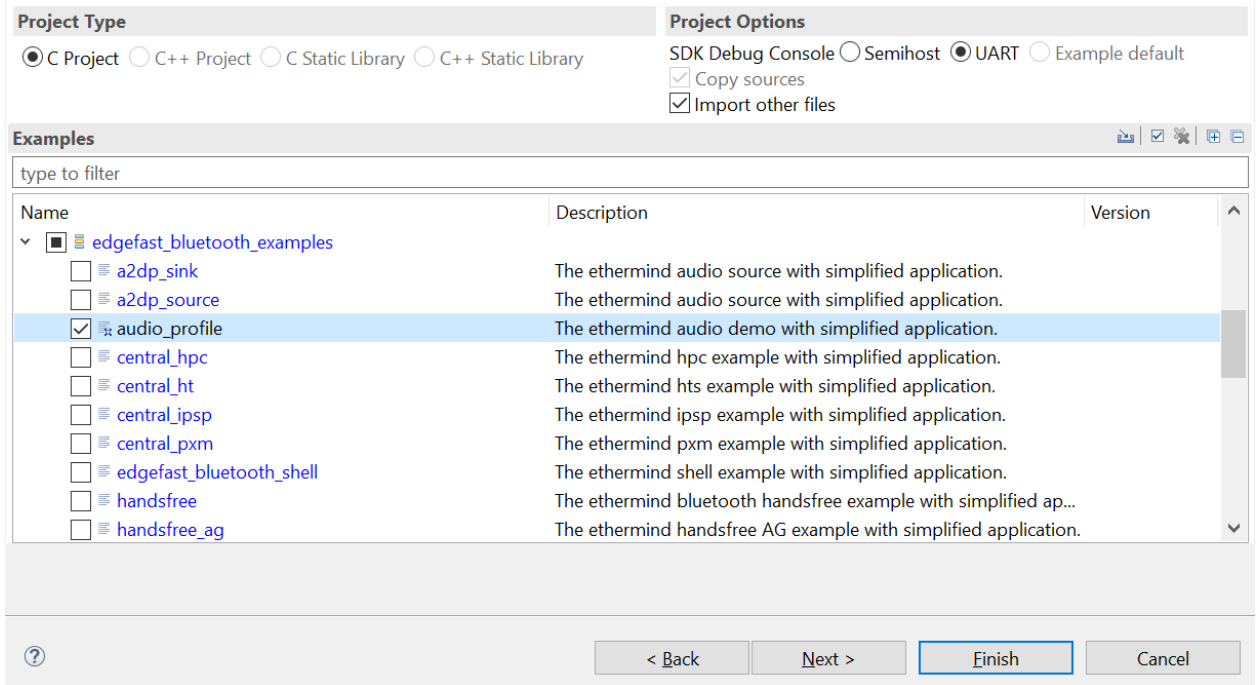 Project Type
Project Options
C Project C++ Project C Static Library C++ Static Library
SDK Debug Console Semihost UART Example default
Copy sources
Import other files
Examples
type to filter
Name Description Version
edgefast_bluetooth_examples
a2dp_sink The ethermind audio source with simplified application.
a2dp_source The ethermind audio source with simplified application.
audio_profile The ethermind audio demo with simplified application.
central_hpc The ethermind hpc example with simplified application.
central_ht The ethermind hts example with simplified application.
central_ipsp The ethermind ipsp example with simplified application.
central_pxm The ethermind pxm example with simplified application.
edgefast_bluetooth_shell The ethermind shell example with simplified application.
handsfree The ethermind bluetooth handsfree example with simplified ap...
handsfree_ag The ethermind handsfree AG example with simplified application.
? < Back Next > Finish Cancel